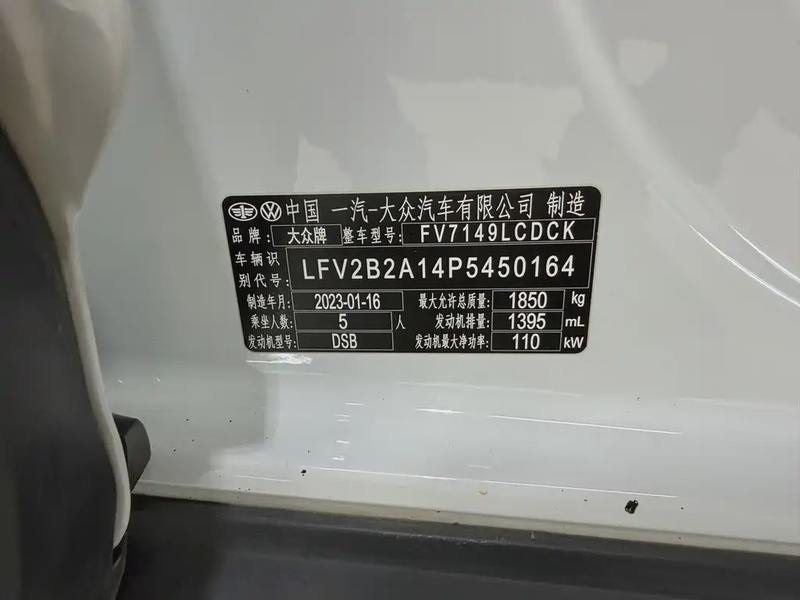 中国 一汽-大众汽车有限公司 制造
品牌: 大众牌 整车型号: FV7149LCDCK
车辆识别代号: LFV2B2A14P5450164
制造年月: 2023-01-16 最大允许总质量: 1850 kg
乘坐人数: 5 人 发动机排量: 1395 mL
发动机型号: DSB 发动机最大净功率: 110 kW